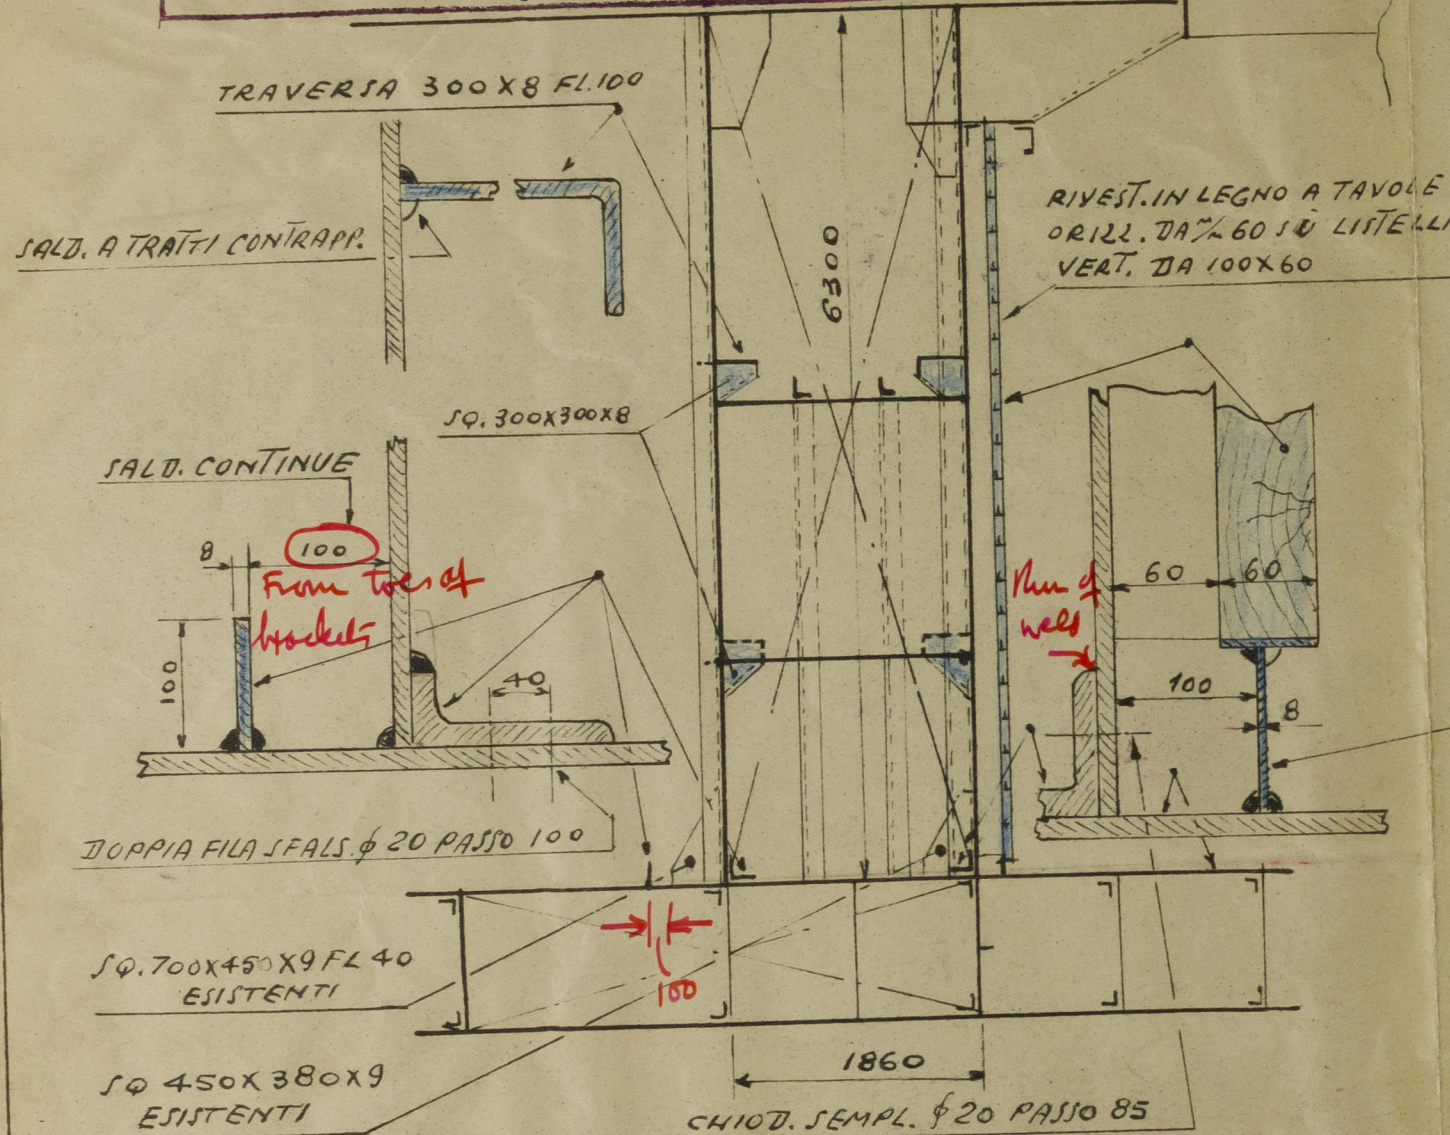 TRAVERSA 300X8 FL.100
SALD. A TRATTI CONTRAPP.
6300
RIVEST. IN LEGNO A TAVOLE
ORIZZ. DA M/M 60 SU LISTELLI
VERT. DA 100X60
SQ. 300X300X8
SALD. CONTINUE
8
100
From toes of
brackets
100
40
60
60
Run of
weld
100
8
DOPPIA FILA SFALS. ϕ 20 PASSO 100
SQ. 700X450X9 FL 40
ESISTENTI
100
SQ 450X380X9
ESISTENTI
1860
CHIOD. SEMPL. ϕ 20 PASSO 85